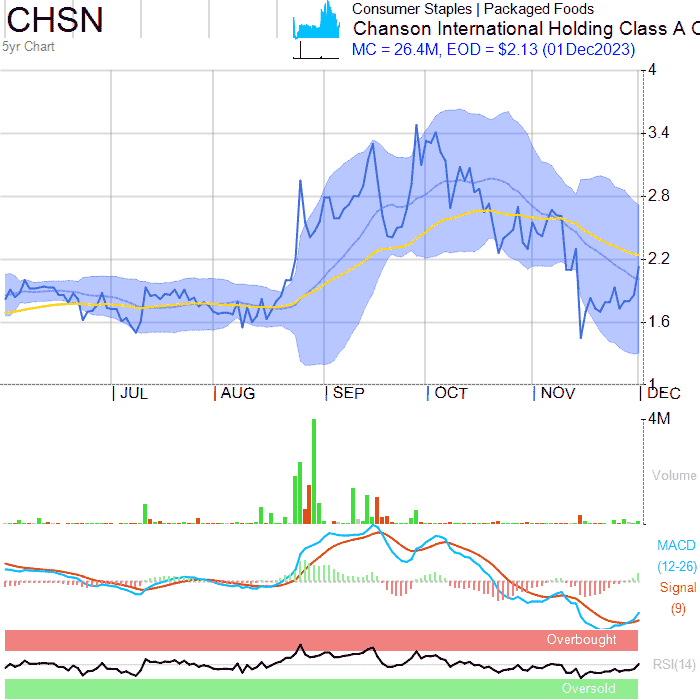 CHSN
5yr Chart
Consumer Staples | Packaged Foods
Chanson International Holding Class A O
MC = 26.4M, EOD = $2.13 (01Dec2023)
4
3.4
2.8
2.2
1.6
1
JUL AUG SEP OCT NOV DEC
4M
Volume
MACD
(12-26)
Signal
(9)
Overbought
RSI(14)
Oversold